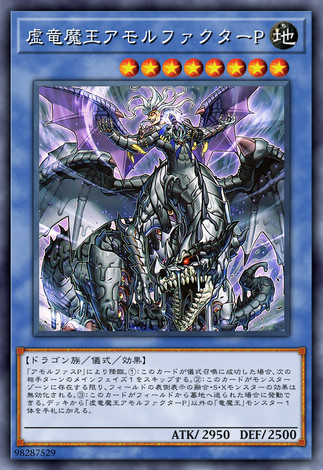 虚竜魔王アモルファクターP 地
【ドラゴン族／儀式／効果】
「アモルファスP」により降臨。①：このカードが儀式召喚に成功した場合、次の
相手ターンのメインフェイズ１をスキップする。②：このカードがモンスター
ゾーンに存在する限り、フィールドの表側表示の融合・S・Xモンスターの効果は
無効化される。③：このカードがフィールドから墓地へ送られた場合に発動で
きる。デッキから「虚竜魔王アモルファクターP」以外の「竜魔王」モンスター１
体を手札に加える。
ATK/ 2950 DEF/2500
98287529